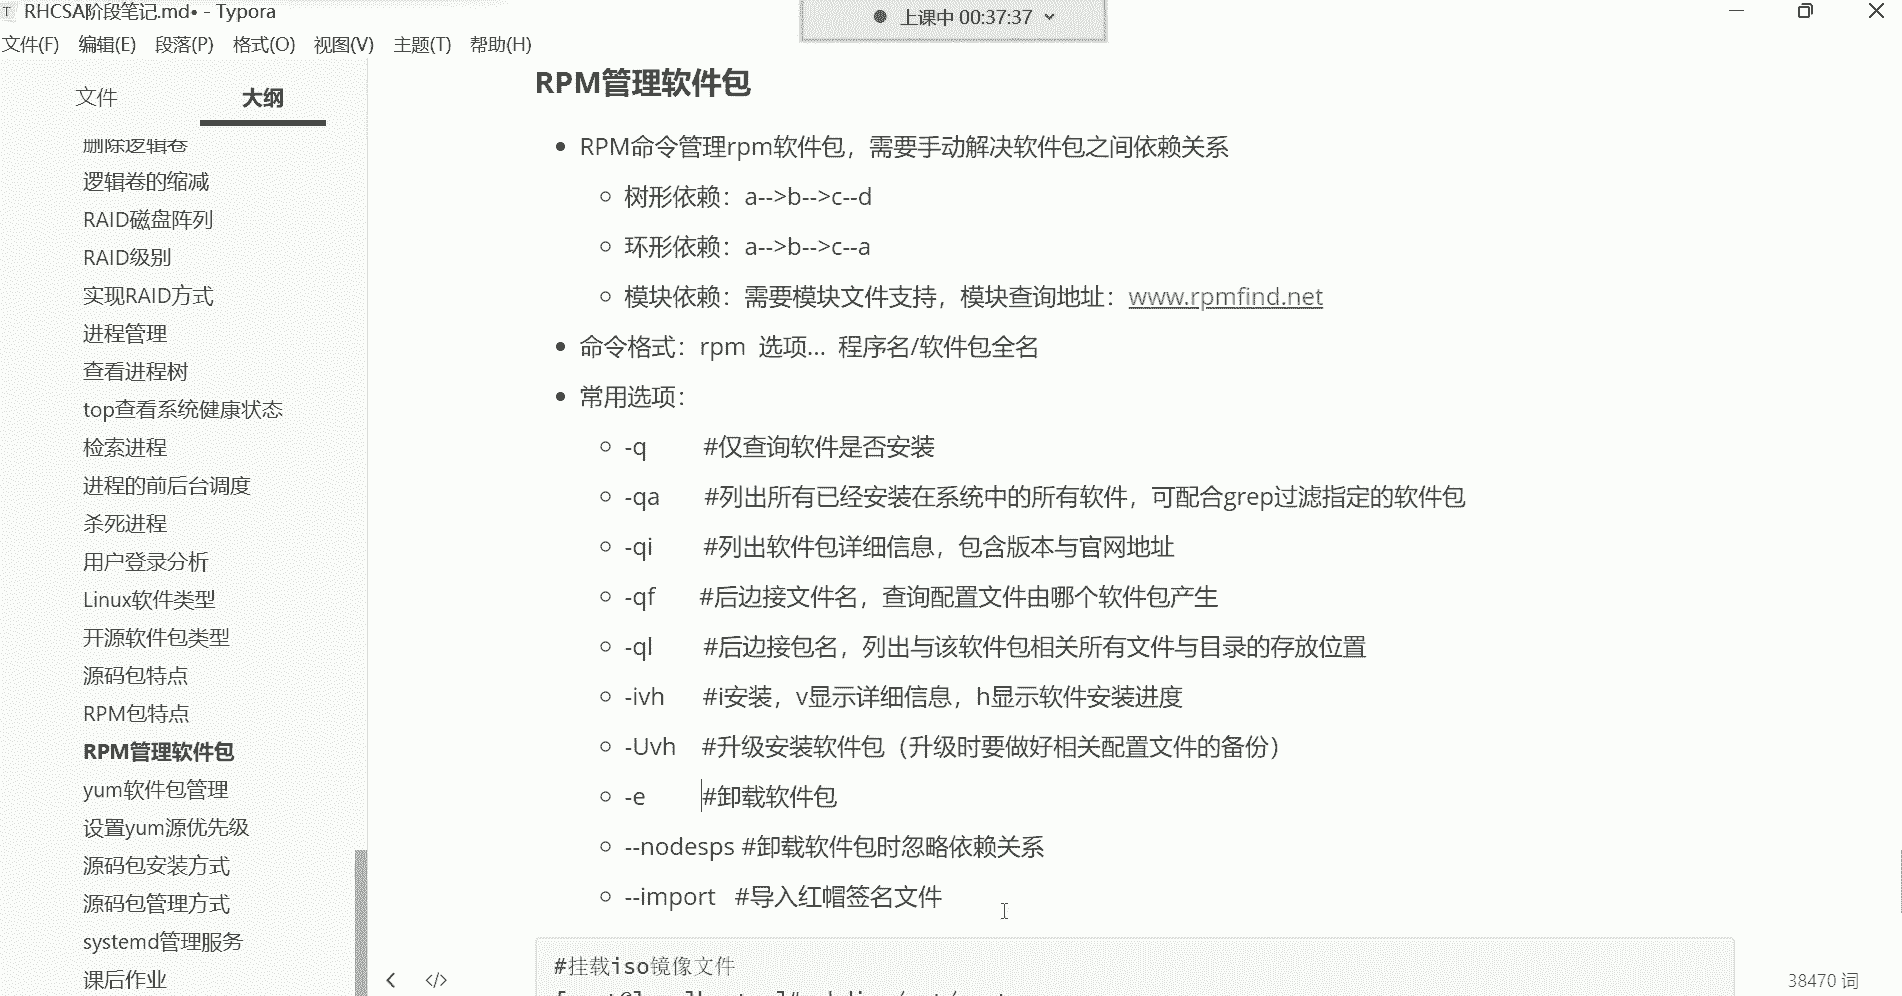 RHCSA阶段笔记.md• - Typora
上课中 00:37:37
文件(F) 编辑(E) 段落(P) 格式(O) 视图(V) 主题(T) 帮助(H)
文件 大纲
删除逻辑卷
逻辑卷的缩减
RAID磁盘阵列
RAID级别
实现RAID方式
进程管理
查看进程树
top查看系统健康状态
检索进程
进程的前后台调度
杀死进程
用户登录分析
Linux软件类型
开源软件包类型
源码包特点
RPM包特点
RPM管理软件包
yum软件包管理
设置yum源优先级
源码包安装方式
源码包管理方式
systemd管理服务
课后作业
RPM管理软件包
RPM命令管理rpm软件包，需要手动解决软件包之间依赖关系
树形依赖：a-->b-->c--d
环形依赖：a-->b-->c--a
模块依赖：需要模块文件支持，模块查询地址：www.rpmfind.net
命令格式：rpm 选项... 程序名/软件包全名
常用选项：
-q #仅查询软件是否安装
-qa #列出所有已经安装在系统中的所有软件，可配合grep过滤指定的软件包
-qi #列出软件包详细信息，包含版本与官网地址
-qf #后边接文件名，查询配置文件由哪个软件包产生
-ql #后边接包名，列出与该软件包相关所有文件与目录的存放位置
-ivh #i安装，v显示详细信息，h显示软件安装进度
-Uvh #升级安装软件包（升级时要做好相关配置文件的备份）
-e #卸载软件包
--nodesps #卸载软件包时忽略依赖关系
--import #导入红帽签名文件
#挂载iso镜像文件
38470 词